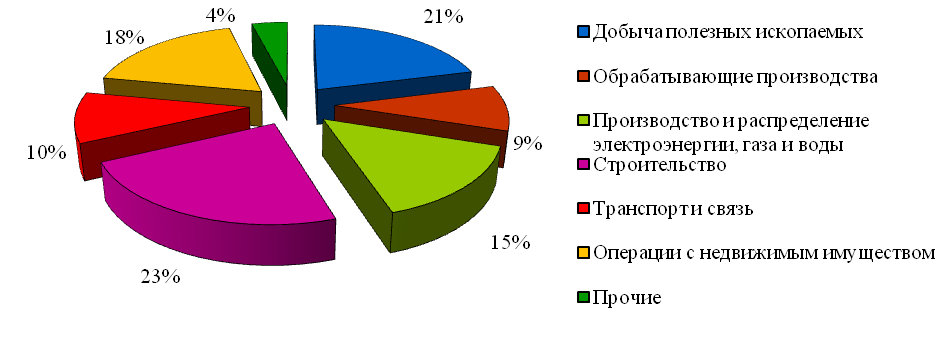 4%
21%
18%
10%
9%
15%
23%
Добыча полезных ископаемых
Обрабатывающие производства
Производство и распределение
электроэнергии, газа и воды
Строительство
Транспорт и связь
Операции с недвижимым имуществом
Прочие